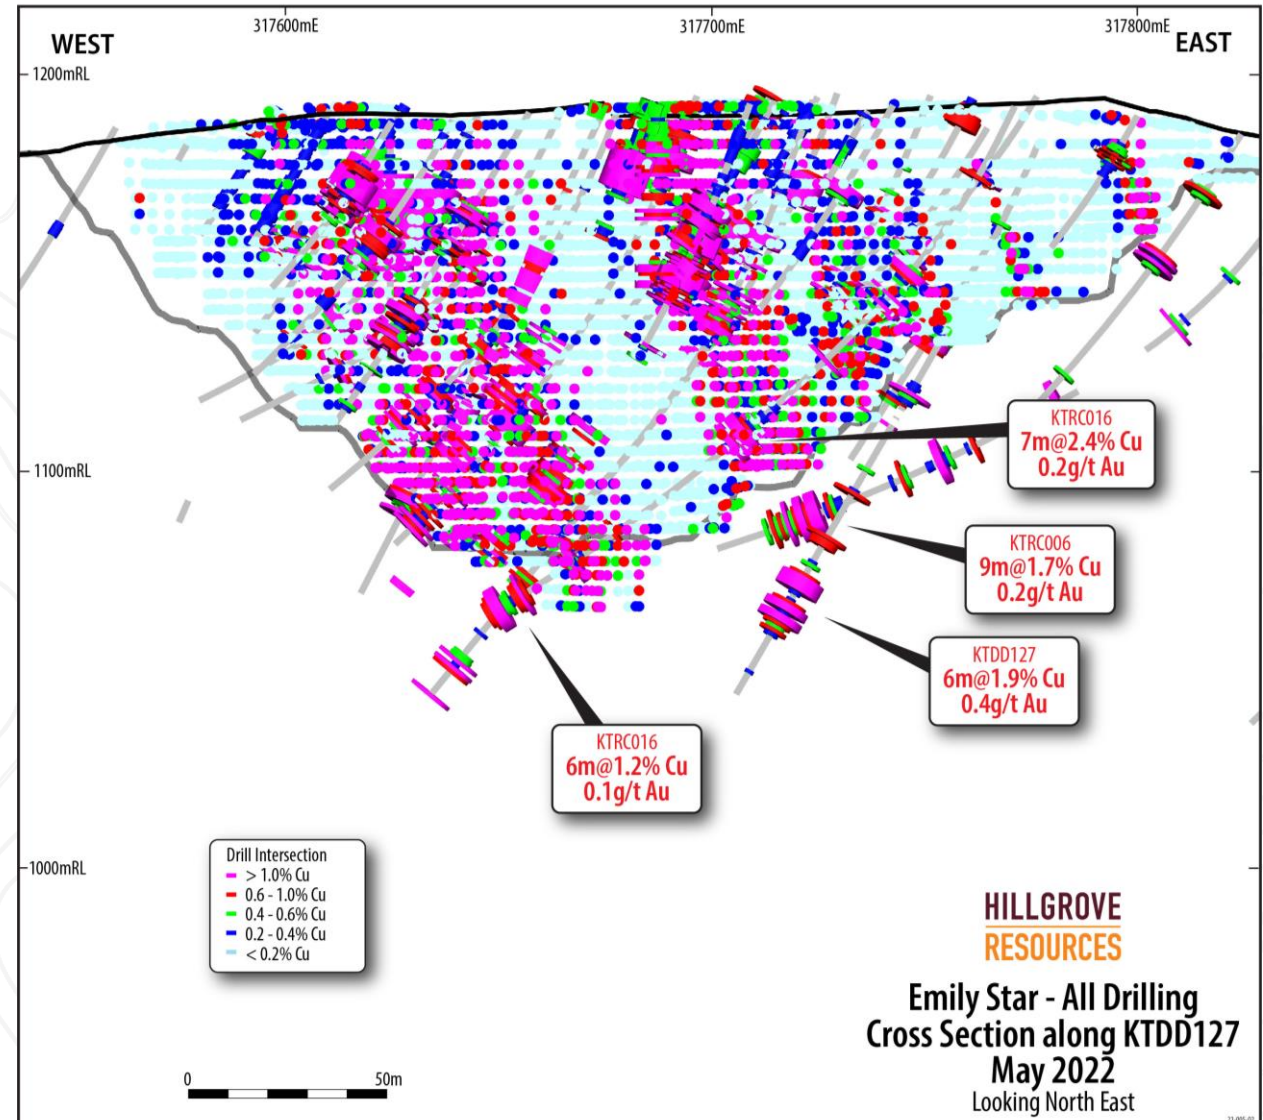 317600mE
317700mE
317800mE
WEST
EAST
1200mRL
1100mRL
1000mRL
KTRC016
7m@2.4% Cu
0.2g/t Au
KTRC006
9m@1.7% Cu
0.2g/t Au
KTDD127
6m@1.9% Cu
0.4g/t Au
KTRC016
6m@1.2% Cu
0.1g/t Au
Drill Intersection
> 1.0% Cu
0.6 - 1.0% Cu
0.4 - 0.6% Cu
0.2 - 0.4% Cu
< 0.2% Cu
0 50m
HILLGROVE
RESOURCES
Emily Star - All Drilling
Cross Section along KTDD127
May 2022
Looking North East